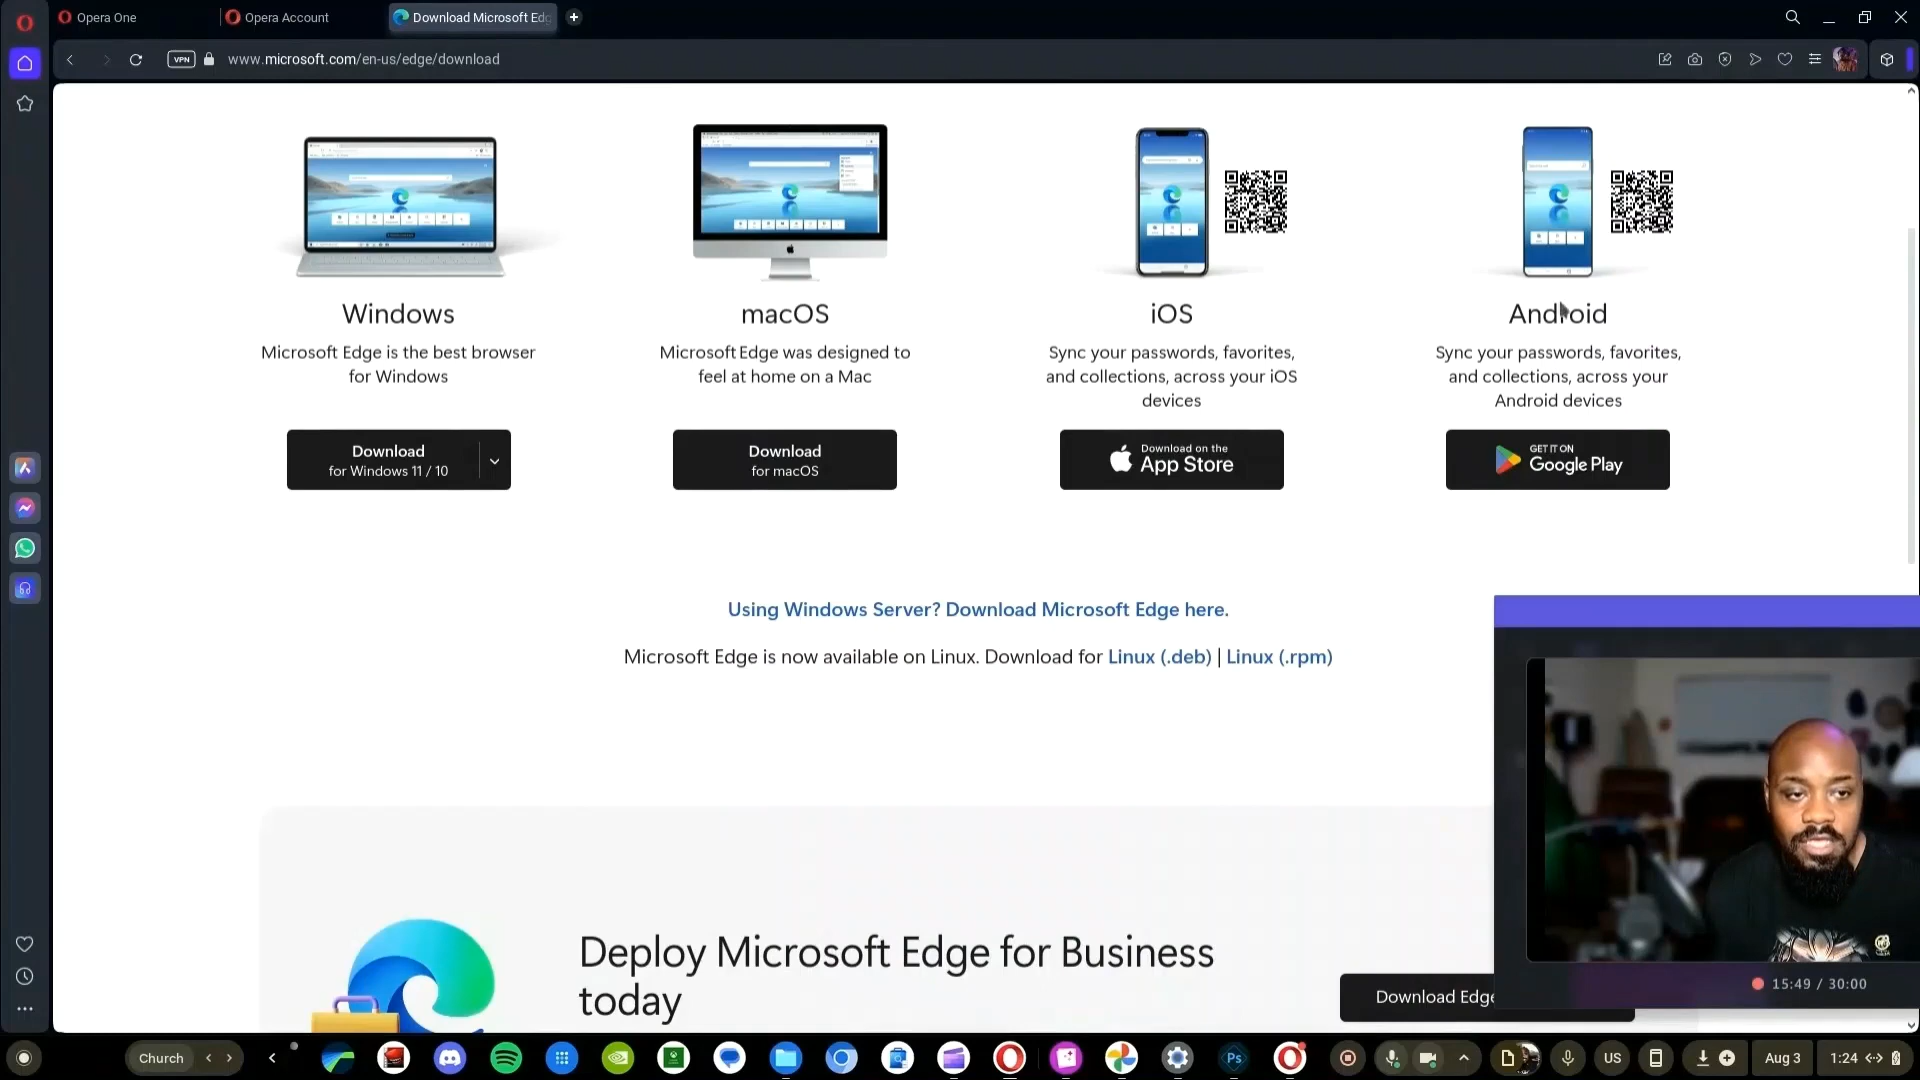 Opera One
Opera Account
Download Microsoft Edg
VPN
www.microsoft.com/en-us/edge/download
Windows
Microsoft Edge is the best browser
for Windows
Download
for Windows 11 / 10
macOS
Microsoft Edge was designed to
feel at home on a Mac
Download
for macOS
iOS
Sync your passwords, favorites,
and collections, across your iOS
devices
Download on the
App Store
Android
Sync your passwords, favorites,
and collections, across your
Android devices
GET IT ON
Google Play
Using Windows Server? Download Microsoft Edge here.
Microsoft Edge is now available on Linux. Download for Linux (.deb) | Linux (.rpm)
Deploy Microsoft Edge for Business
today
Download Edge
15:49 / 30:00
Church
Ps
US
Aug 3
1:24